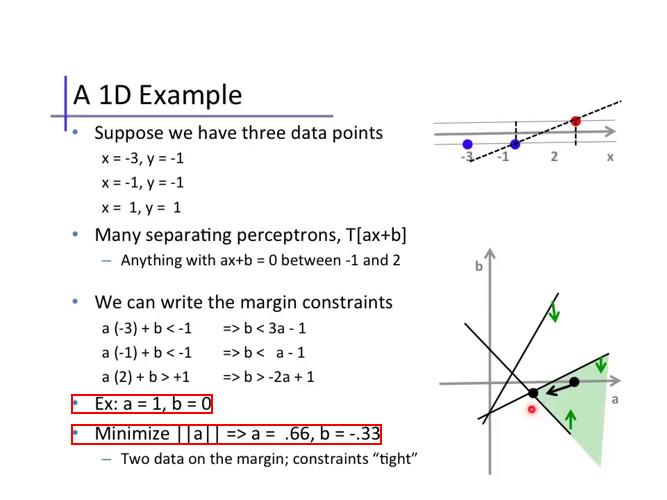 A 1D Example
• Suppose we have three data points
x = -3, y = -1
x = -1, y = -1
x = 1, y = 1
• Many separating perceptrons, T[ax+b]
– Anything with ax+b = 0 between -1 and 2
• We can write the margin constraints
a (-3) + b < -1 => b < 3a - 1
a (-1) + b < -1 => b < a - 1
a (2) + b > +1 => b > -2a + 1
• Ex: a = 1, b = 0
• Minimize ||a|| => a = .66, b = -.33
– Two data on the margin; constraints “tight”
-3 -1 2 x
b
a